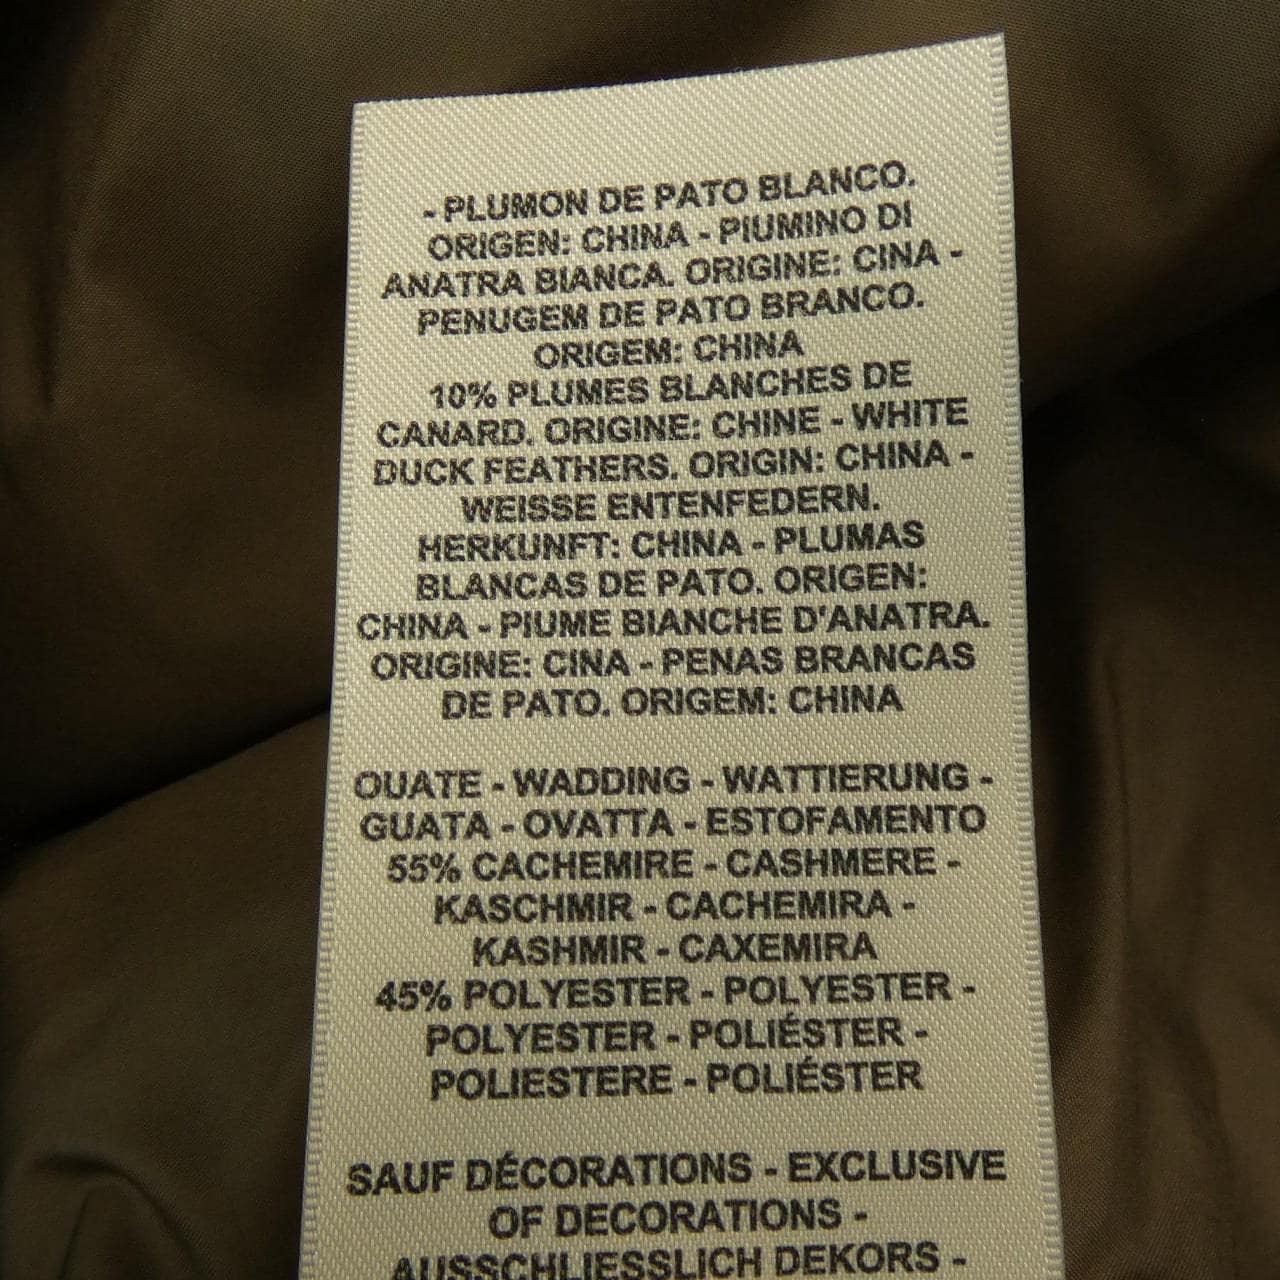 - PLUMON DE PATO BLANCO.
ORIGEN: CHINA - PIUMINO DI
ANATRA BIANCA. ORIGINE: CINA -
PENUGEM DE PATO BRANCO.
ORIGEM: CHINA
10% PLUMES BLANCHES DE
CANARD. ORIGINE: CHINE - WHITE
DUCK FEATHERS. ORIGIN: CHINA -
WEISSE ENTENFEDERN.
HERKUNFT: CHINA - PLUMAS
BLANCAS DE PATO. ORIGEN:
CHINA - PIUME BIANCHE D'ANATRA.
ORIGINE: CINA - PENAS BRANCAS
DE PATO. ORIGEM: CHINA
OUATE - WADDING - WATTIERUNG -
GUATA - OVATTA - ESTOFAMENTO
55% CACHEMIRE - CASHMERE -
KASCHMIR - CACHEMIRA -
KASHMIR - CAXEMIRA
45% POLYESTER - POLYESTER -
POLYESTER - POLIÉSTER -
POLIESTERE - POLIÉSTER
SAUF DÉCORATIONS - EXCLUSIVE
OF DECORATIONS -
AUSSCHLIESSLICH DEKORS -